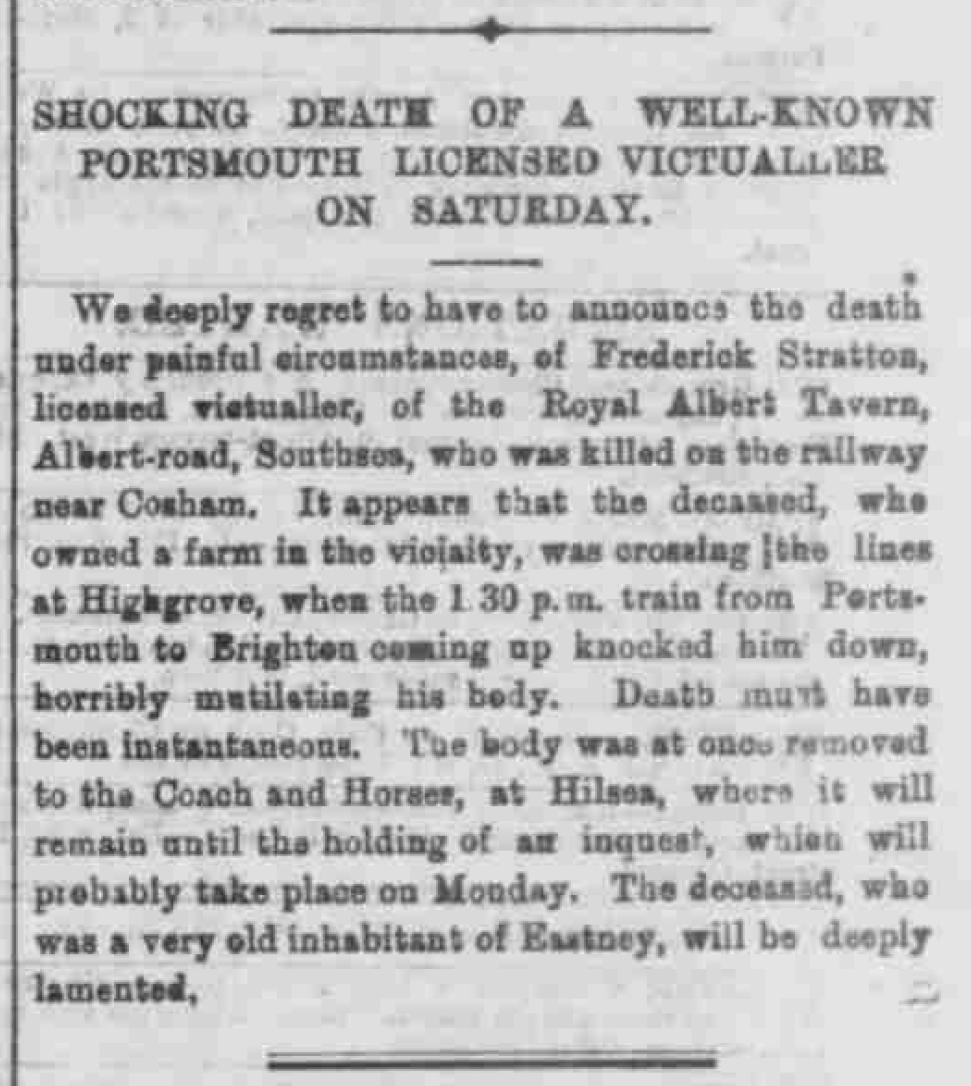 SHOCKING DEATH OF A WELL-KNOWN
PORTSMOUTH LICENSED VICTUALLER
ON SATURDAY.
We deeply regret to have to announce the death
under painful circumstances, of Frederick Stratton,
licensed victualler, of the Royal Albert Tavern,
Albert-road, Southsea, who was killed on the railway
near Cosham. It appears that the deceased, who
owned a farm in the vicinity, was crossing the lines
at Highgrove, when the 1 30 p.m. train from Ports-
mouth to Brighton coming up knocked him down,
horribly mutilating his body. Death must have
been instantaneous. The body was at once removed
to the Coach and Horses, at Hilsea, where it will
remain until the holding of an inquest, which will
probably take place on Monday. The deceased, who
was a very old inhabitant of Eastney, will be deeply
lamented.